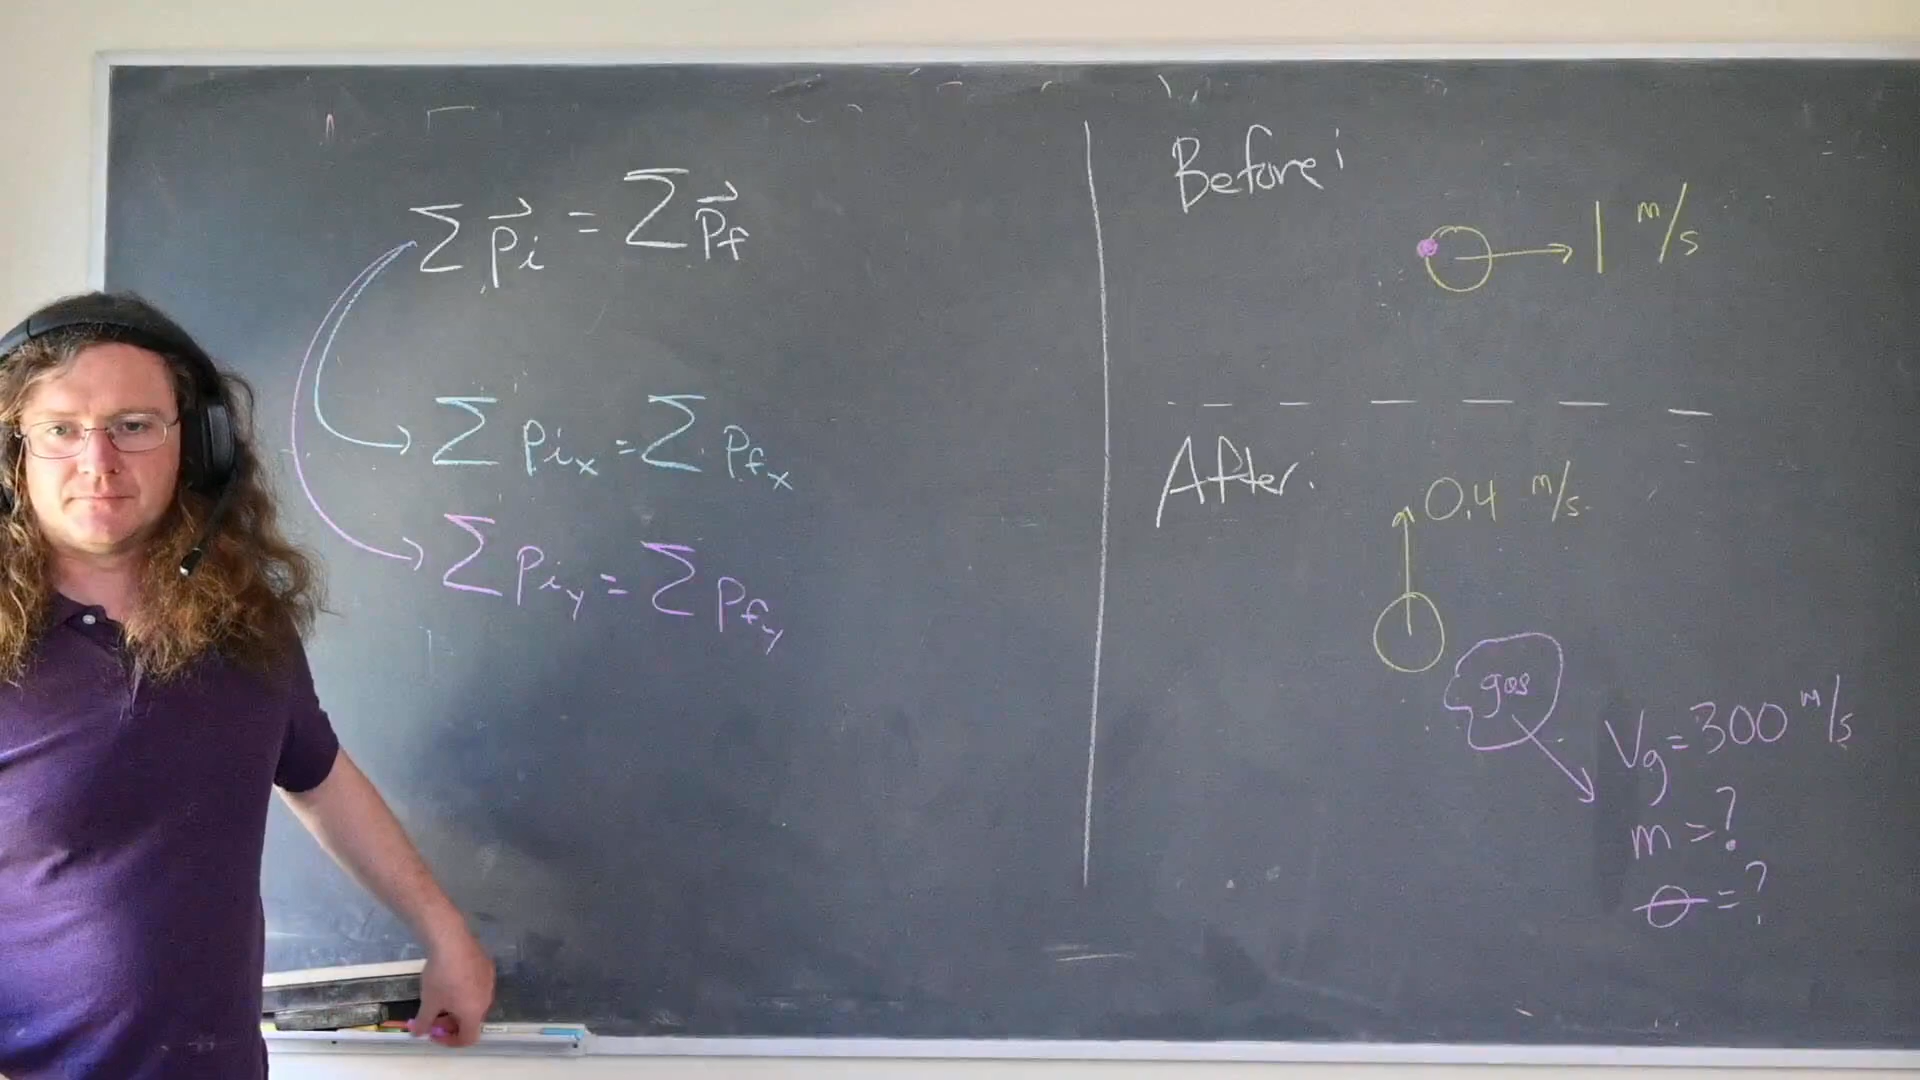 ∑ p⃗ᵢ = ∑ p⃗f
∑ pᵢₓ = ∑ pfₓ
∑ pᵢy = ∑ pfy
Before:
1 m/s
After:
0.4 m/s
gas
Vg = 300 m/s
m = ?
θ = ?